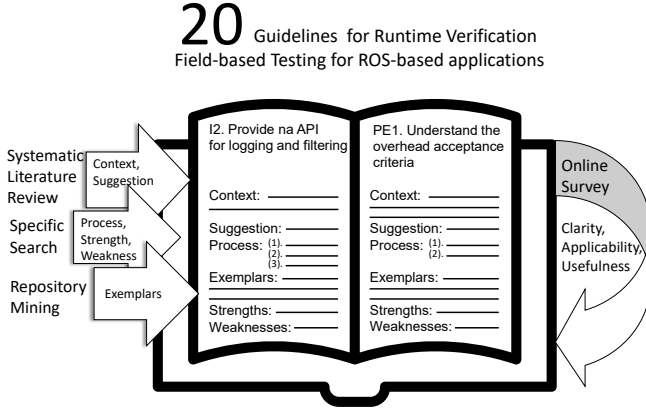 20 Guidelines for Runtime Verification
Field-based Testing for ROS-based applications
Systematic
Literature
Review
Context,
Suggestion
Specific
Search
Process,
Strength,
Weakness
Repository
Mining
Exemplars
I2. Provide na API
for logging and filtering
Context:
Suggestion:
Process: (1).
(2).
(3).
Exemplars:
Strengths:
Weaknesses:
PE1. Understand the
overhead acceptance
criteria
Context:
Suggestion:
Process: (1).
(2).
Exemplars:
Strengths:
Weaknesses:
Online
Survey
Clarity,
Applicability,
Usefulness